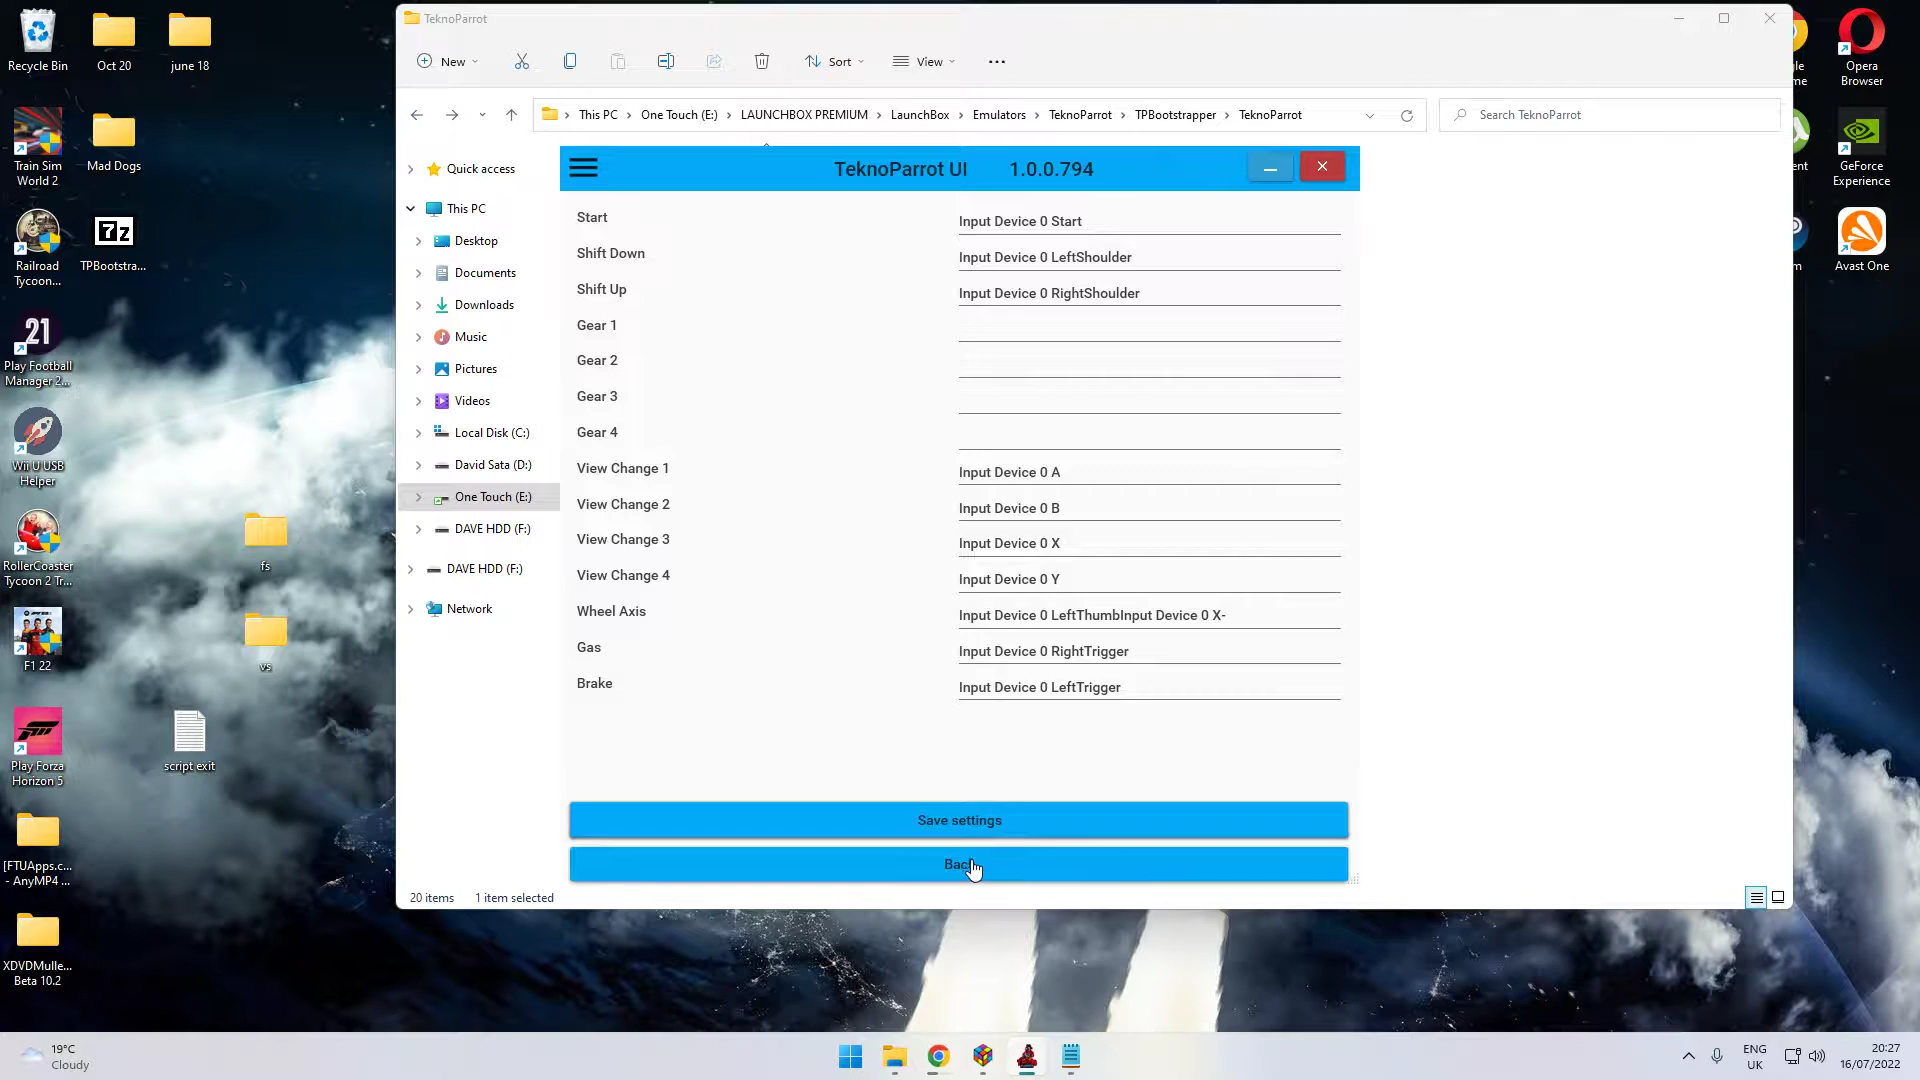 Recycle Bin
Oct 20
june 18
Train Sim
World 2
Mad Dogs
Railroad
Tycoon...
TPBootstra...
21
Play Football
Manager 2...
Wii U USB
Helper
RollerCoaster
Tycoon 2 Tr...
F1 22
Play Forza
Horizon 5
[FTUApps.c...
- AnyMP4 ...
XDVDMulle...
Beta 10.2
fs
vs
script exit
TeknoParrot
New
Sort
View
This PC
One Touch (E:)
LAUNCHBOX PREMIUM
LaunchBox
Emulators
TeknoParrot
TPBootstrapper
TeknoParrot
Search TeknoParrot
Quick access
This PC
Desktop
Documents
Downloads
Music
Pictures
Videos
Local Disk (C:)
David Sata (D:)
One Touch (E:)
DAVE HDD (F:)
DAVE HDD (F:)
Network
TeknoParrot UI 1.0.0.794
Start
Input Device 0 Start
Shift Down
Input Device 0 LeftShoulder
Shift Up
Input Device 0 RightShoulder
Gear 1
Gear 2
Gear 3
Gear 4
View Change 1
Input Device 0 A
View Change 2
Input Device 0 B
View Change 3
Input Device 0 X
View Change 4
Input Device 0 Y
Wheel Axis
Input Device 0 LeftThumbInput Device 0 X-
Gas
Input Device 0 RightTrigger
Brake
Input Device 0 LeftTrigger
Save settings
20 items
1 item selected
Opera
Browser
GeForce
Experience
Avast One
19°C
Cloudy
ENG
UK
20:27
16/07/2022